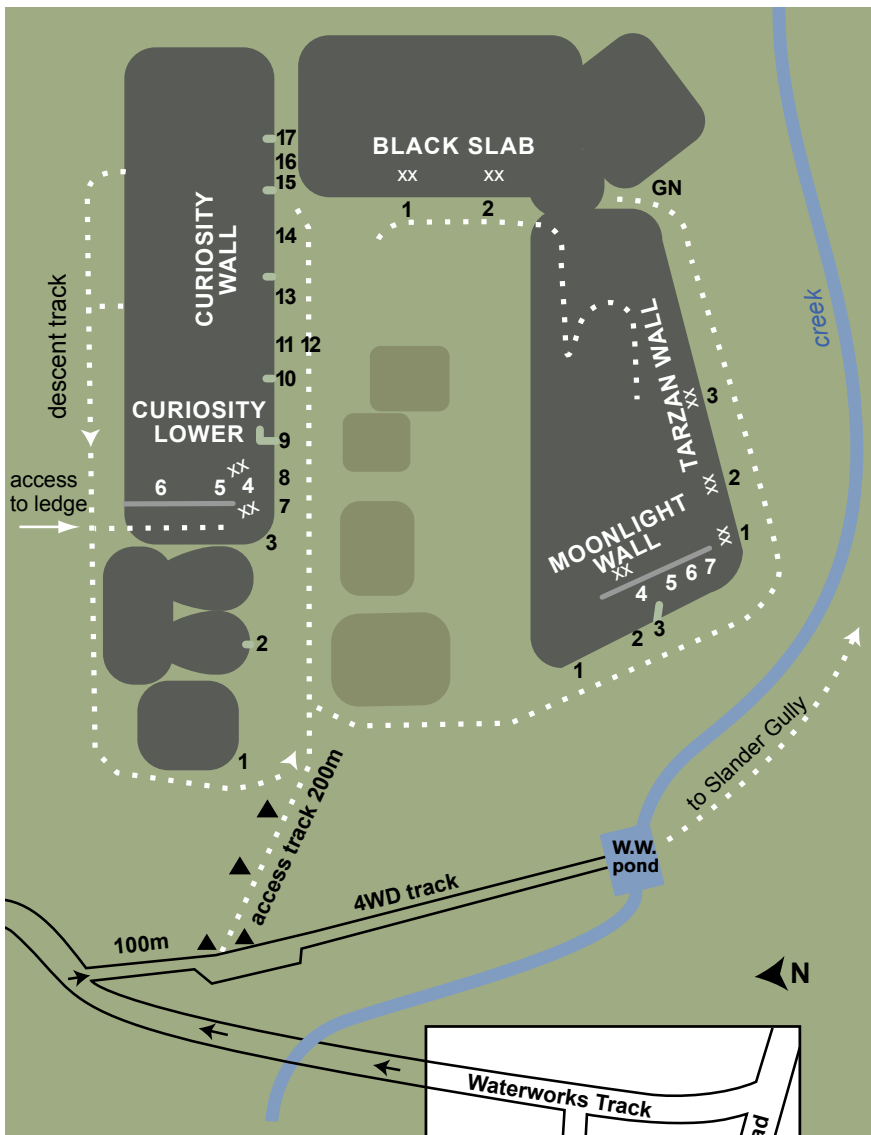 17
16
15
14
13
11 12
10
9
8
7
3
2
1
CURIOSITY
WALL
CURIOSITY
LOWER
6
5
4
xx
xx
descent track
access
to ledge
BLACK SLAB
xx
xx
1
2
GN
TARZAN WALL
xx
3
xx
2
xx
1
MOONLIGHT
WALL
xx
4
5
6
7
3
2
1
creek
to Slander Gully
W.W.
pond
access track 200m
4WD track
100m
N
Waterworks Track